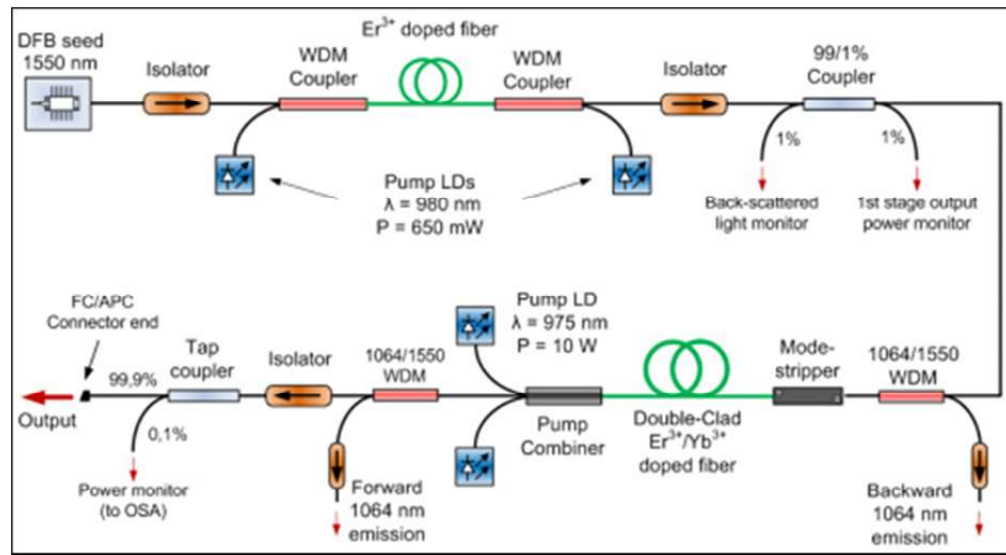 Er3+ doped fiber
DFB seed
1550 nm
Isolator
WDM
Coupler
WDM
Coupler
Isolator
99/1%
Coupler
1%
1%
Pump LDs
λ = 980 nm
P = 650 mW
Back-scattered
light monitor
1st stage output
power monitor
FC/APC
Connector end
Tap
coupler
Isolator
1064/1550
WDM
Pump LD
λ = 975 nm
P = 10 W
Mode-
stripper
1064/1550
WDM
99,9%
Output
0,1%
Pump
Combiner
Double-Clad
Er3+/Yb3+
doped fiber
Power monitor
(to OSA)
Forward
1064 nm
emission
Backward
1064 nm
emission